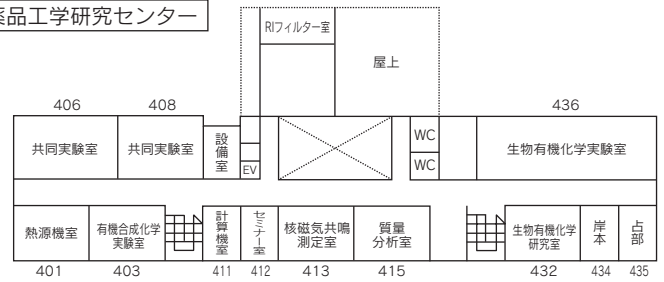 薬品工学研究センター
RIフィルター室
屋上
406
408
436
共同実験室
共同実験室
設備室
EV
WC
WC
生物有機化学実験室
熱源機室
有機合成化学
実験室
計算機室
セミナー室
核磁気共鳴
測定室
質量
分析室
生物有機化学
研究室
岸本
占部
401
403
411
412
413
415
432
434
435